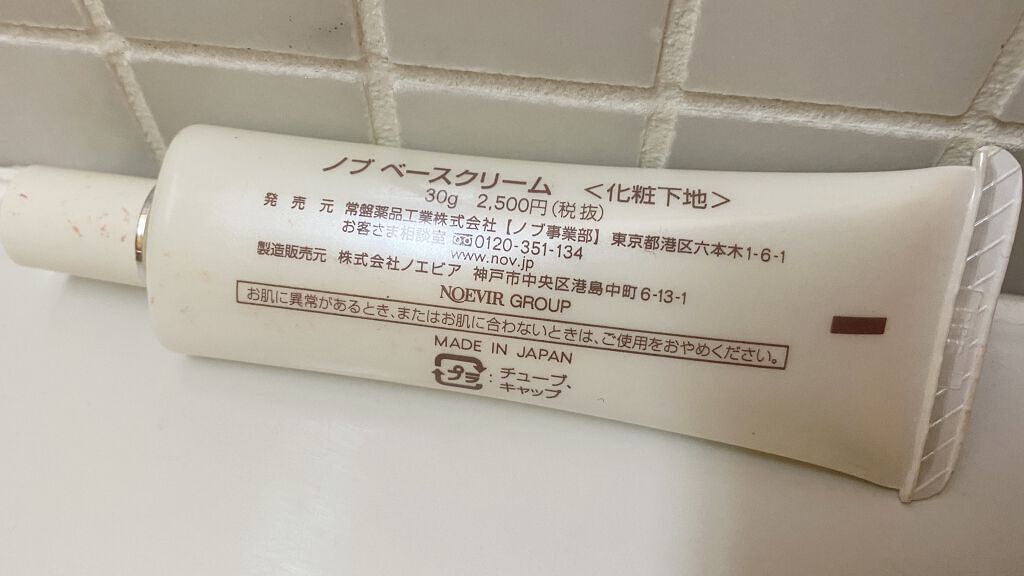 ノブ ベースクリーム <化粧下地>
30g 2,500円(税抜)
発売元 常盤薬品工業株式会社【ノブ事業部】 東京都港区六本木1-6-1
お客さま相談室 0120-351-134
www.nov.jp
製造販売元 株式会社ノエビア 神戸市中央区港島中町6-13-1
NOEVIR GROUP
お肌に異常があるとき、またはお肌に合わないときは、ご使用をおやめください。
MADE IN JAPAN
プラ : チューブ、
キャップ